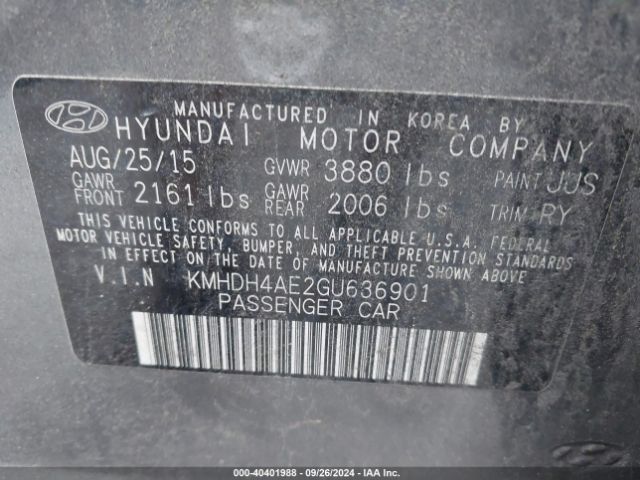 MANUFACTURED IN KOREA BY
HYUNDAI MOTOR COMPANY
AUG/25/15 GVWR 3880 lbs PAINT JJS
GAWR FRONT 2161 lbs GAWR REAR 2006 lbs TRIM RY
THIS VEHICLE CONFORMS TO ALL APPLICABLE U.S.A. FEDERAL
MOTOR VEHICLE SAFETY, BUMPER, AND THEFT PREVENTION STANDARDS
IN EFFECT ON THE DATE OF MANUFACTURE SHOWN ABOVE
V.I.N KMHDH4AE2GU636901
PASSENGER CAR
000-40401988 - 09/26/2024 - IAA Inc.